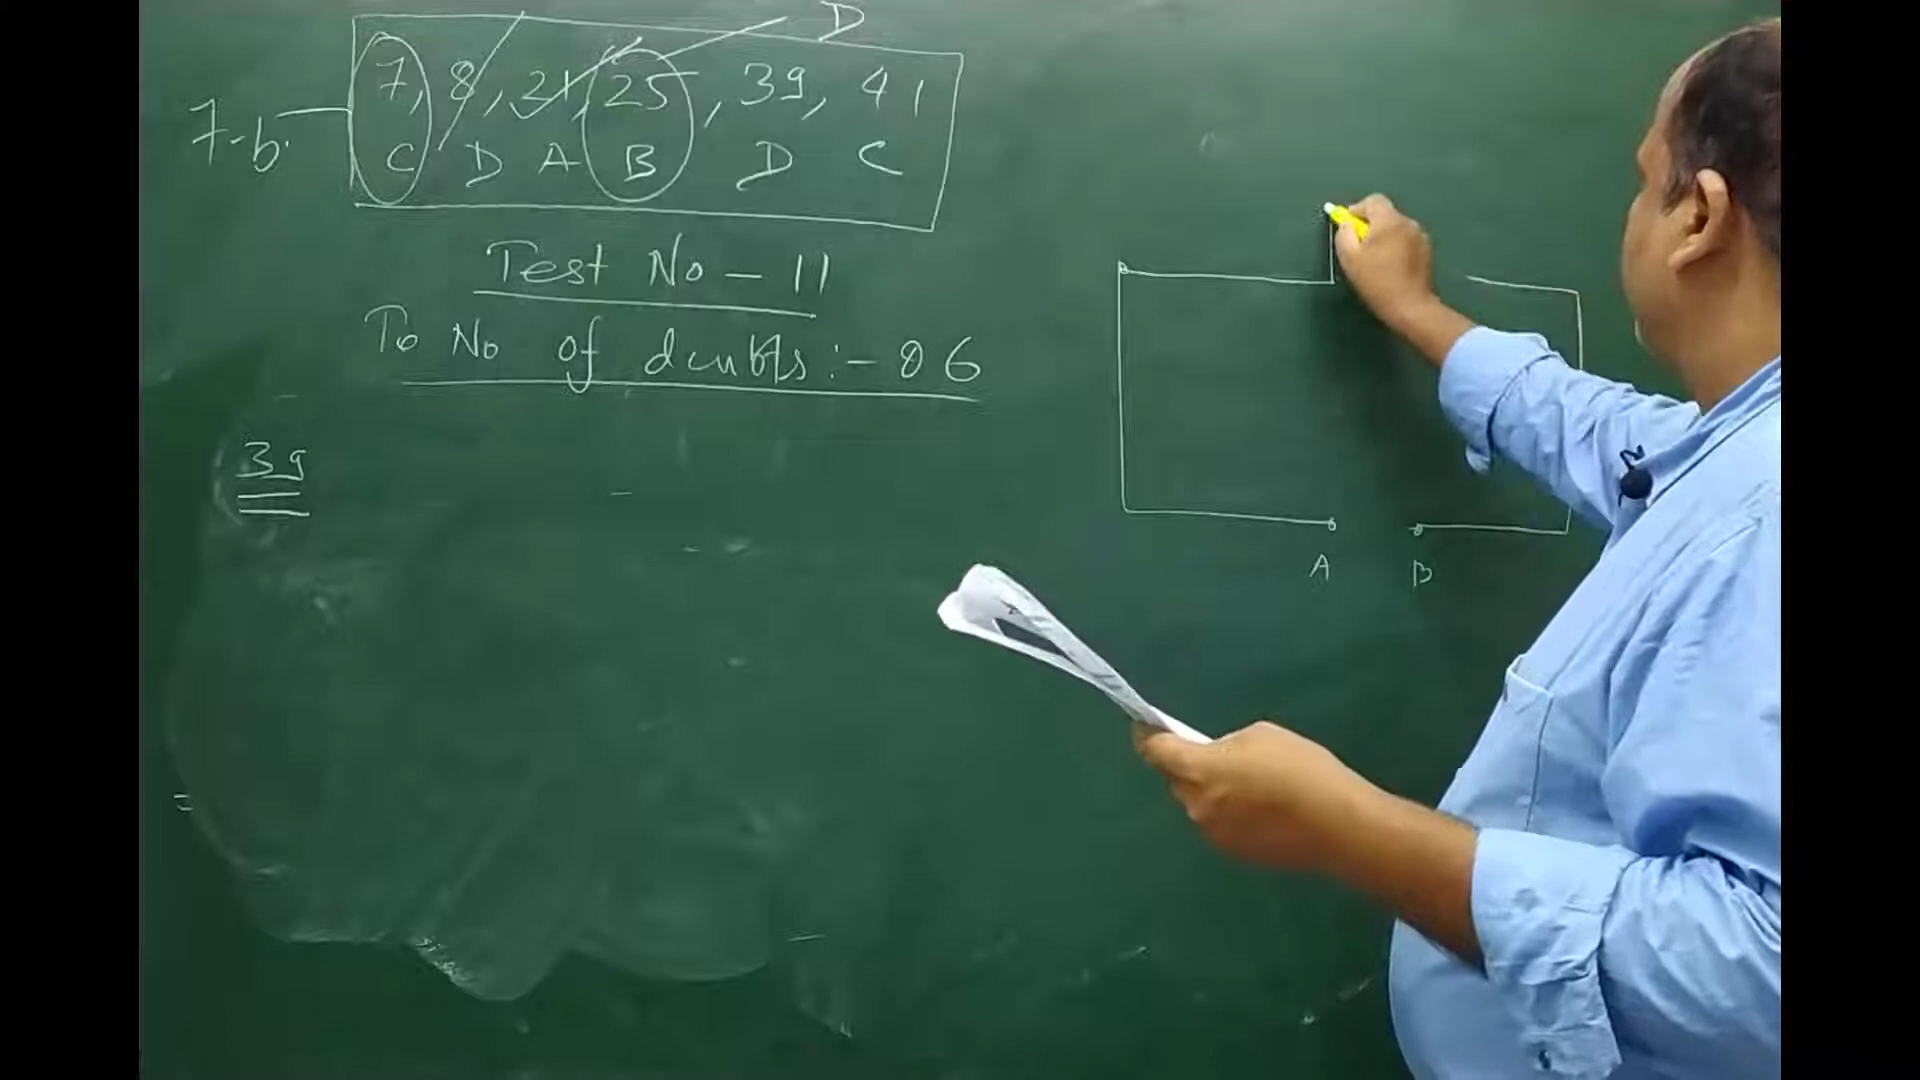 D
7, 8, 21, 25, 39, 41
7-b.
C D A B D C
Test No - 11
To No of doubts :- 06
39
A B